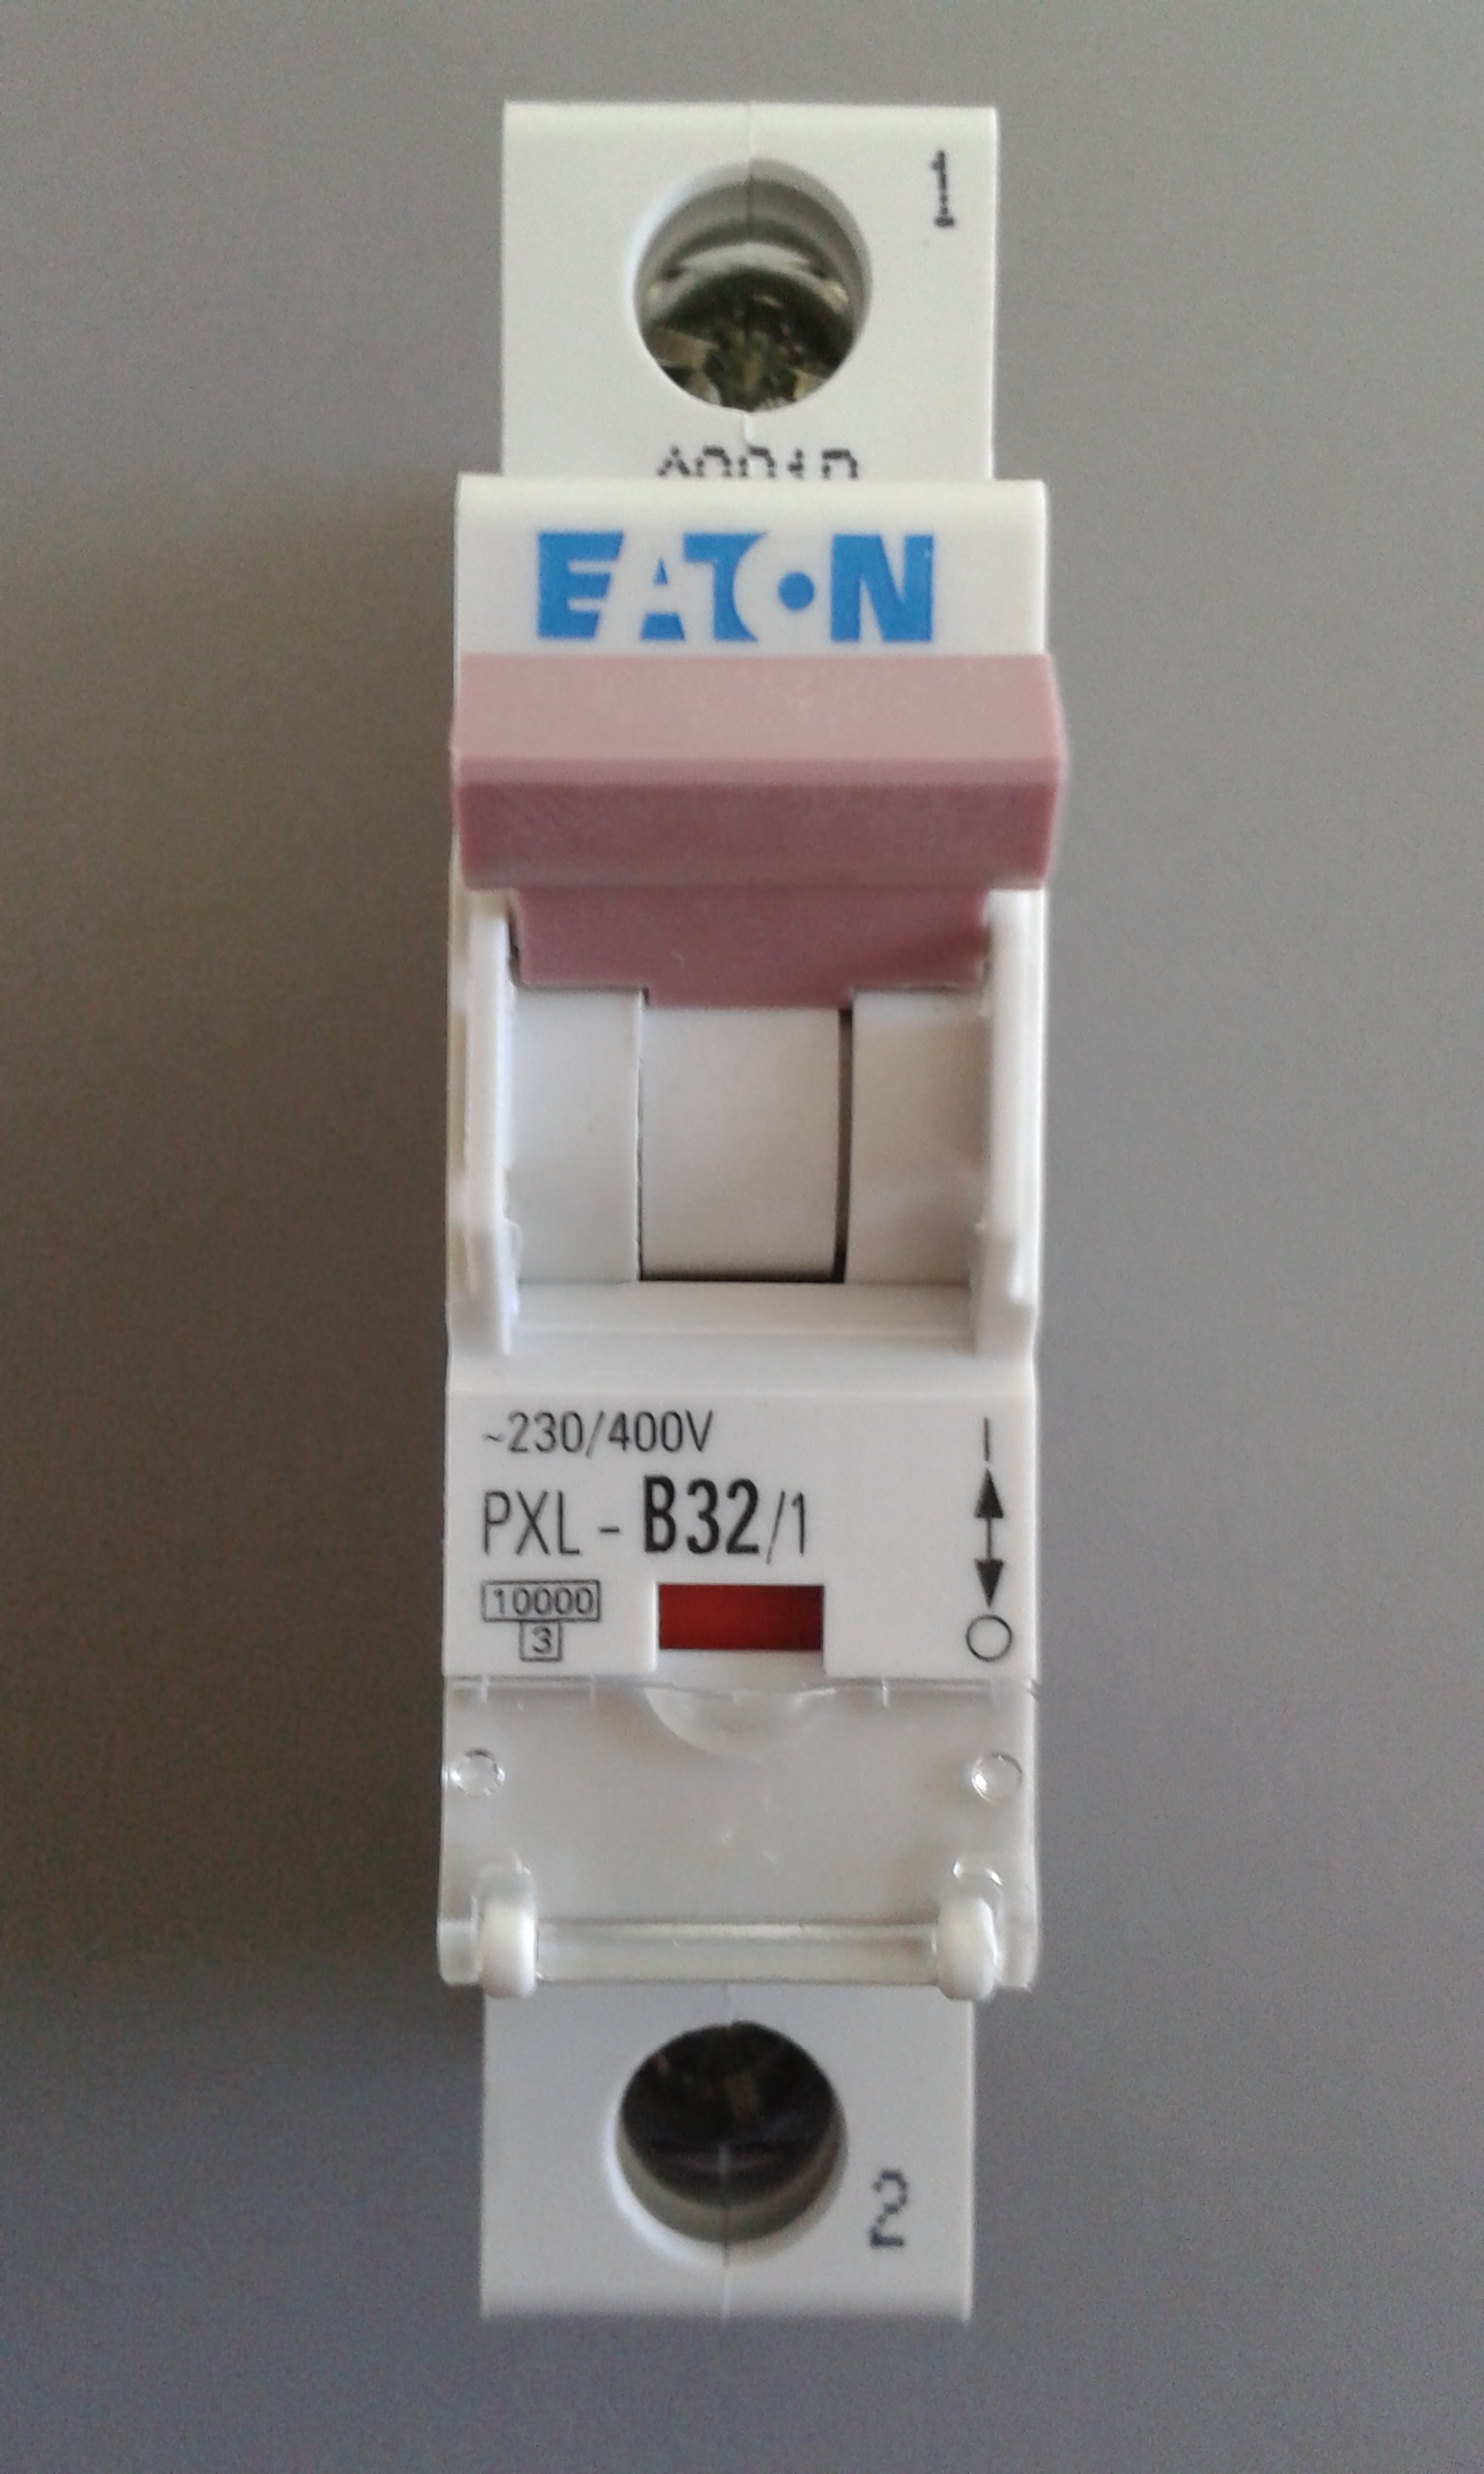 1
EATON
~230/400V
PXL - B32/1
10000
3
2